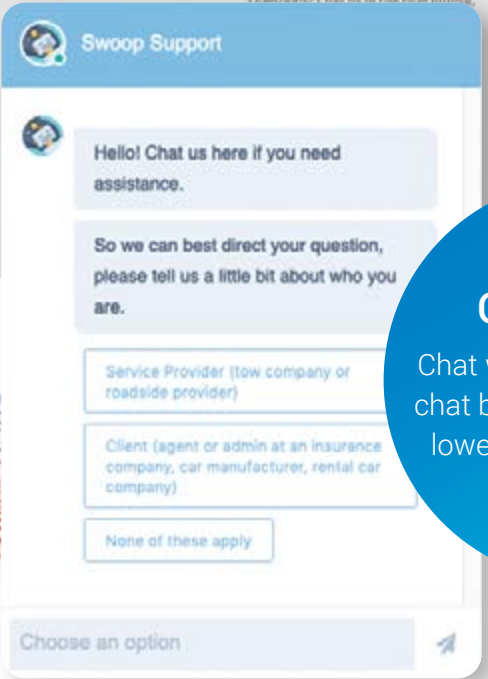 Swoop Support
Hello! Chat us here if you need
assistance.
So we can best direct your question,
please tell us a little bit about who you
are.
Service Provider (tow company or
roadside provider)
Client (agent or admin at an insurance
company, car manufacturer, rental car
company)
None of these apply
Choose an option
Chat
chat